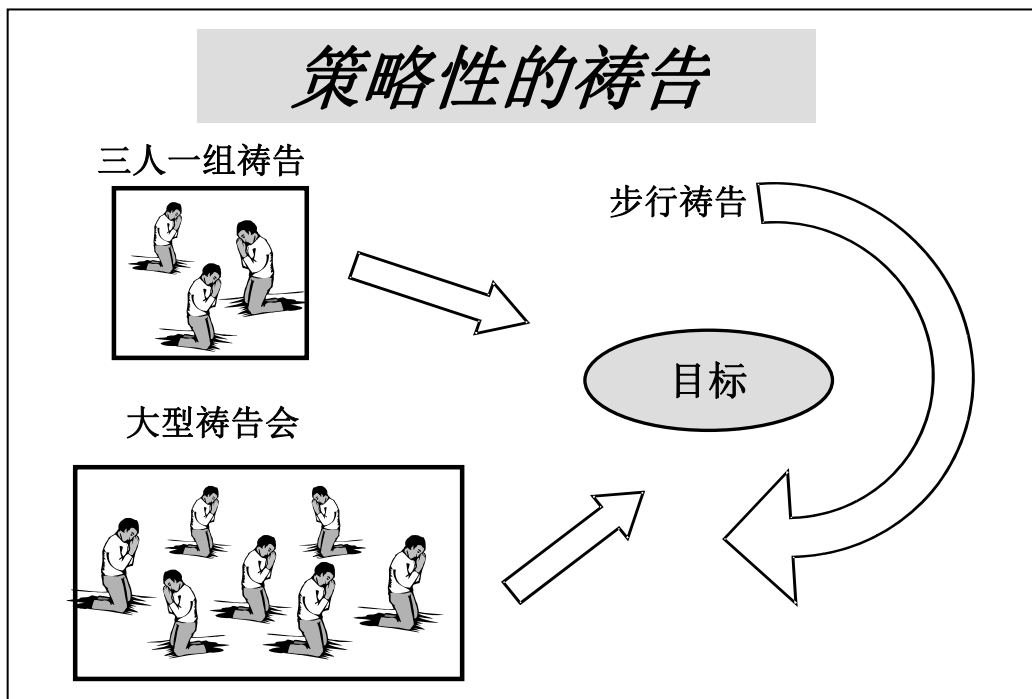 策略性的祷告
三人一组祷告
步行祷告
目标
大型祷告会